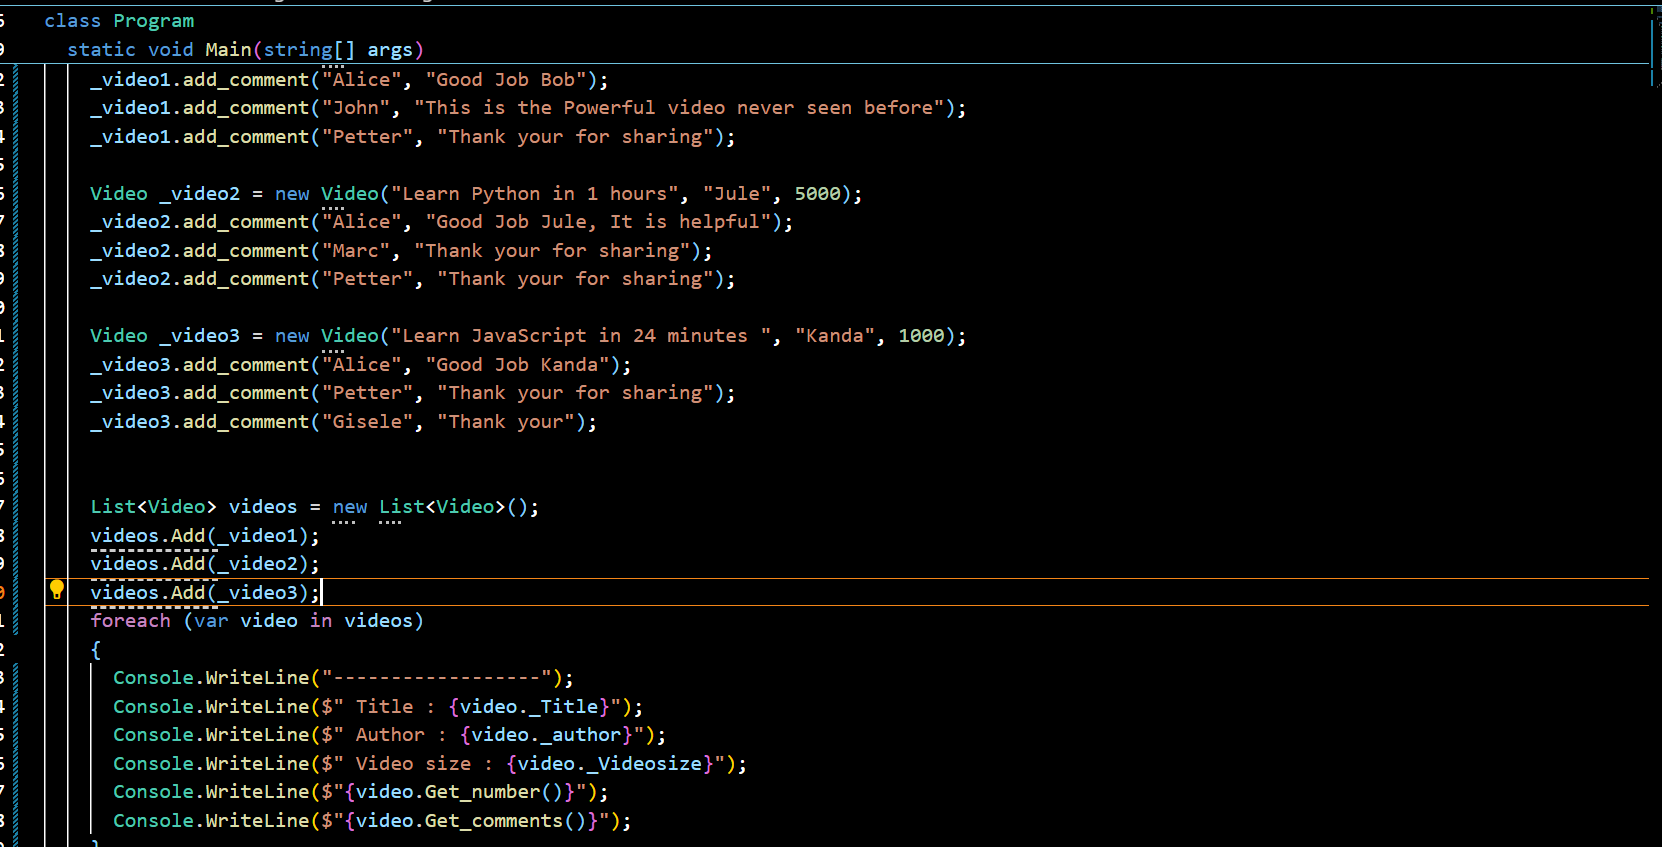 class Program
static void Main(string[] args)
_video1.add_comment("Alice", "Good Job Bob");
_video1.add_comment("John", "This is the Powerful video never seen before");
_video1.add_comment("Petter", "Thank your for sharing");
Video _video2 = new Video("Learn Python in 1 hours", "Jule", 5000);
_video2.add_comment("Alice", "Good Job Jule, It is helpful");
_video2.add_comment("Marc", "Thank your for sharing");
_video2.add_comment("Petter", "Thank your for sharing");
Video _video3 = new Video("Learn JavaScript in 24 minutes ", "Kanda", 1000);
_video3.add_comment("Alice", "Good Job Kanda");
_video3.add_comment("Petter", "Thank your for sharing");
_video3.add_comment("Gisele", "Thank your");
List<Video> videos = new List<Video>();
videos.Add(_video1);
videos.Add(_video2);
videos.Add(_video3);
foreach (var video in videos)
{
Console.WriteLine("------------------");
Console.WriteLine($" Title : {video._Title}");
Console.WriteLine($" Author : {video._author}");
Console.WriteLine($" Video size : {video._Videosize}");
Console.WriteLine($"{video.Get_number()}");
Console.WriteLine($"{video.Get_comments()}");